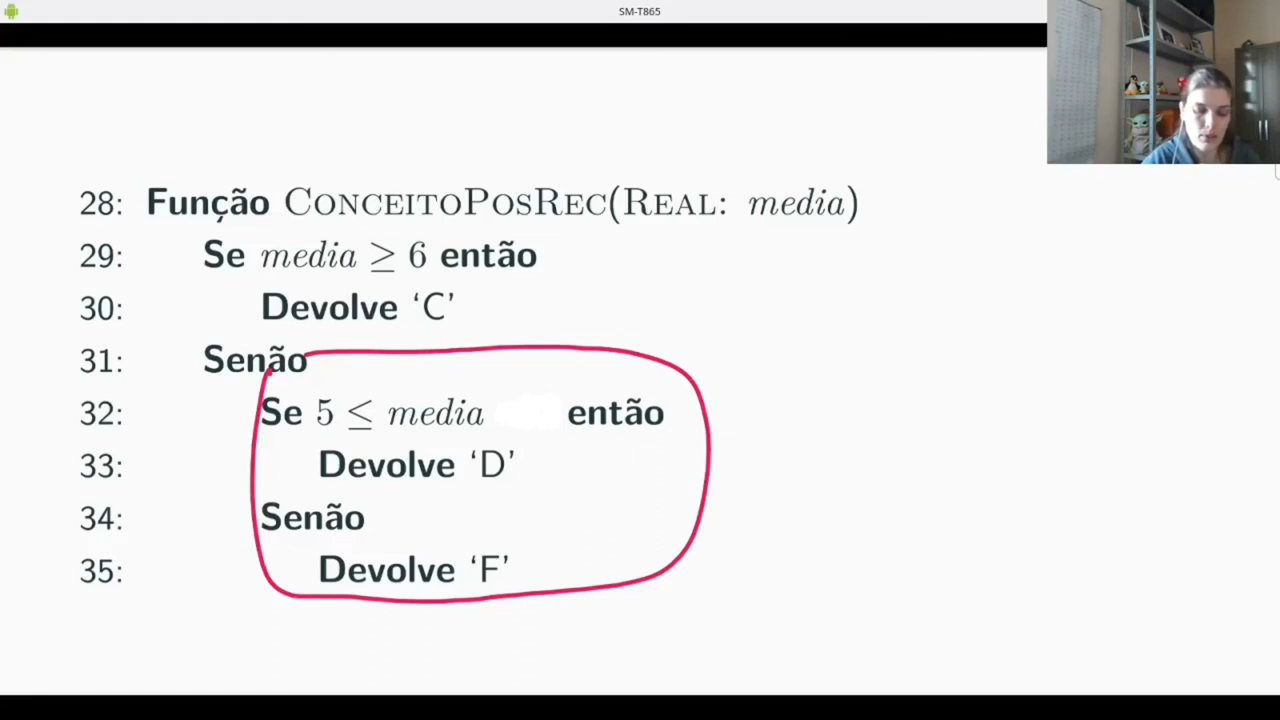 SM-T865
28: Função ConceitoPosRec(Real: media)
29: Se media ≥ 6 então
30: Devolve ‘C’
31: Senão
32: Se 5 ≤ media então
33: Devolve ‘D’
34: Senão
35: Devolve ‘F’